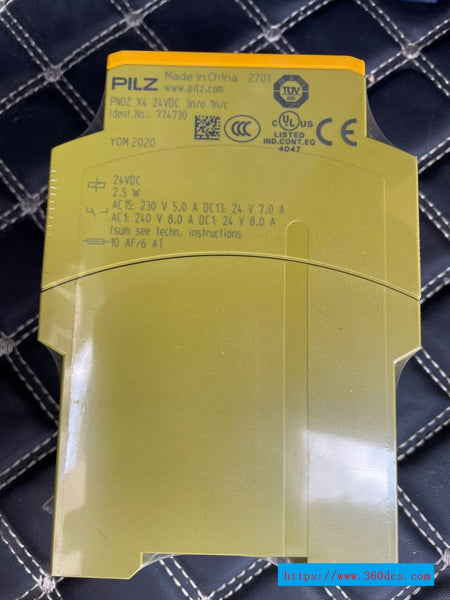 PILZ Made in China 2701
www.pilz.com
PNOZ X4 24VDC 3n/o 1n/c
Ident.No.: 774730
YOM 2020
TÜV
SÜD
CCC
c UL US
LISTED
IND.CONT.EQ
4047
24VDC
2.5 W
AC15: 230 V 5.0 A DC13: 24 V 7.0 A
AC1: 240 V 8.0 A DC1: 24 V 8.0 A
Isum see techn. instructions
10 AF/6 AT
https://www.360dcs.com